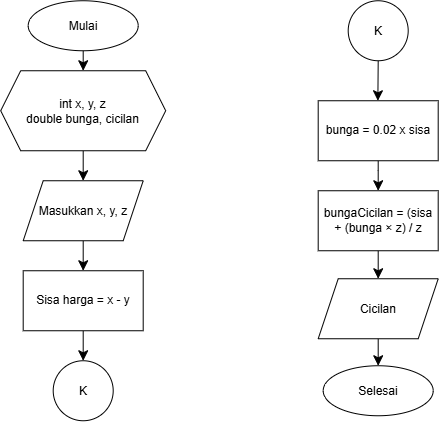 Mulai
int x, y, z
double bunga, cicilan
Masukkan x, y, z
Sisa harga = x - y
K
K
bunga = 0.02 x sisa
bungaCicilan = (sisa
+ (bunga × z) / z
Cicilan
Selesai